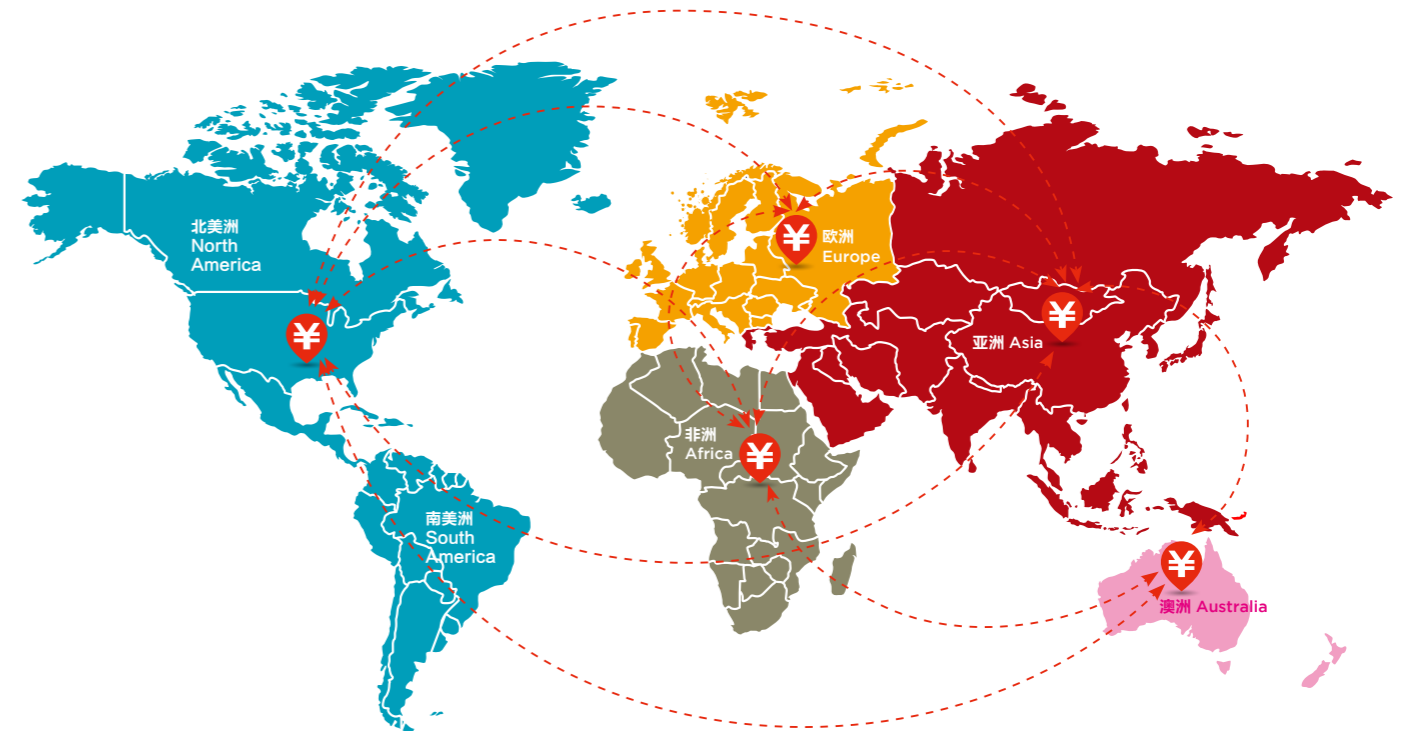 北美洲
North
America
欧洲
Europe
¥
¥
¥
亚洲 Asia
非洲
Africa
¥
南美洲
South
America
¥
澳洲 Australia